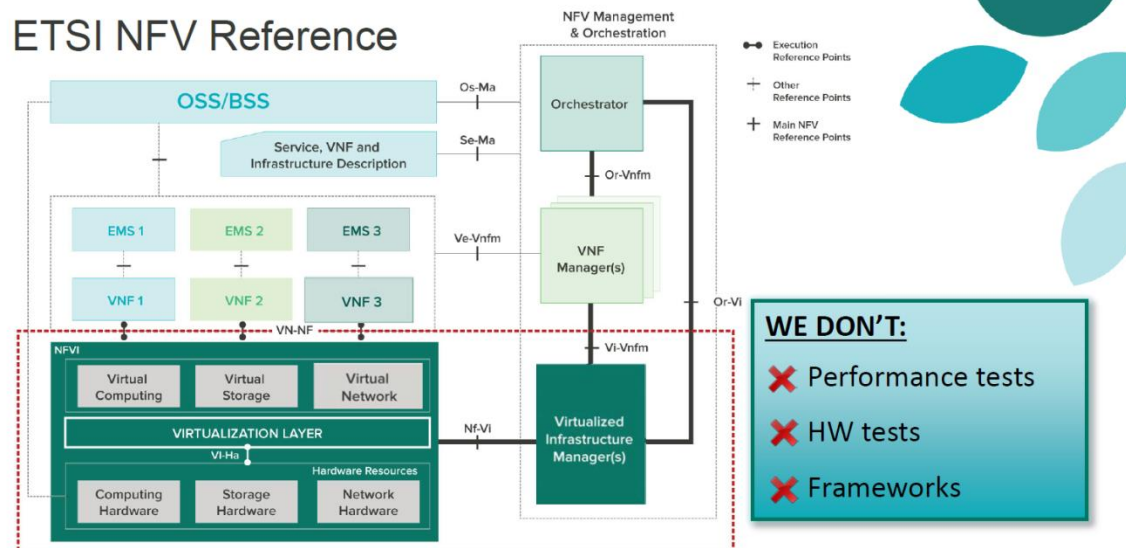 ETSI NFV Reference
NFV Management
& Orchestration
Execution
Reference Points
Other
Reference Points
Main NFV
Reference Points
OSS/BSS
Os-Ma
Orchestrator
Service, VNF and
Infrastructure Description
Se-Ma
Or-Vnfm
EMS 1
EMS 2
EMS 3
Ve-Vnfm
VNF
Manager(s)
VNF 1
VNF 2
VNF 3
Or-Vi
VN-NF
Vi-Vnfm
NFVI
Virtual
Computing
Virtual
Storage
Virtual
Network
VIRTUALIZATION LAYER
VI-Ha
Nf-Vi
Virtualized
Infrastructure
Manager(s)
Hardware Resources
Computing
Hardware
Storage
Hardware
Network
Hardware
WE DON'T:
Performance tests
HW tests
Frameworks